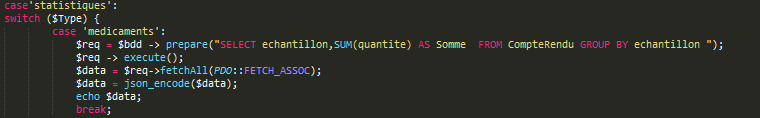 case'statistiques':
switch ($Type) {
case 'medicaments':
$req = $bdd -> prepare("SELECT echantillon,SUM(quantite) AS Somme  FROM CompteRendu GROUP BY echantillon ");
$req -> execute();
$data = $req->fetchAll(PDO::FETCH_ASSOC);
$data = json_encode($data);
echo $data;
break;